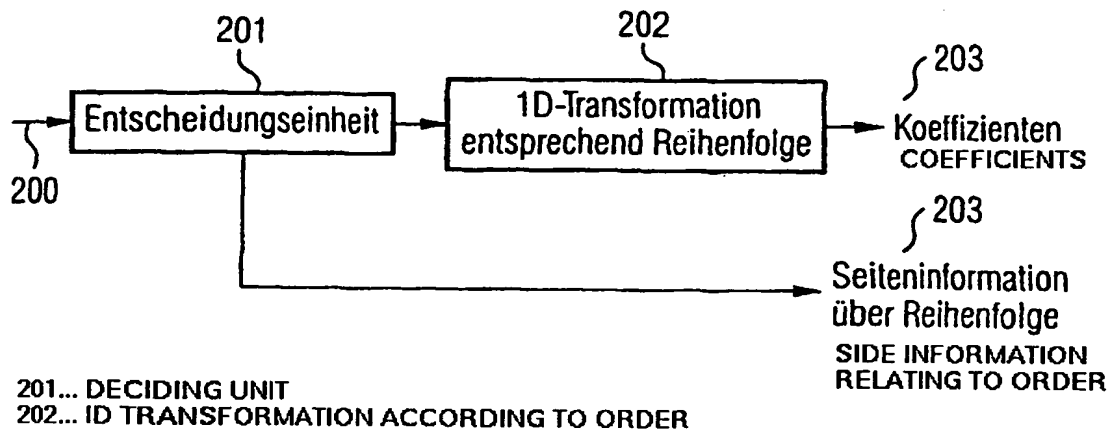 201
202
203
Entscheidungseinheit
1D-Transformation
entsprechend Reihenfolge
Koeffizienten
COEFFICIENTS
200
203
Seiteninformation
über Reihenfolge
SIDE INFORMATION
RELATING TO ORDER
201... DECIDING UNIT
202... ID TRANSFORMATION ACCORDING TO ORDER